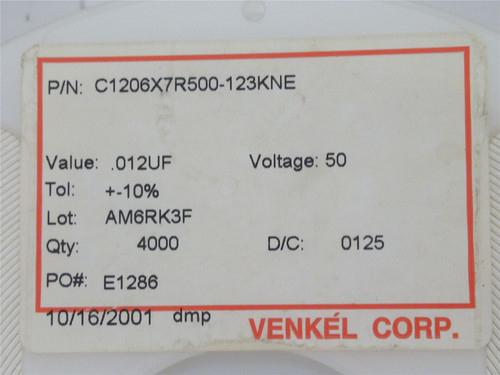 P/N: C1206X7R500-123KNE
Value: .012UF Voltage: 50
Tol: +-10%
Lot: AM6RK3F
Qty: 4000 D/C: 0125
PO#: E1286
10/16/2001 dmp
VENKÉL CORP.